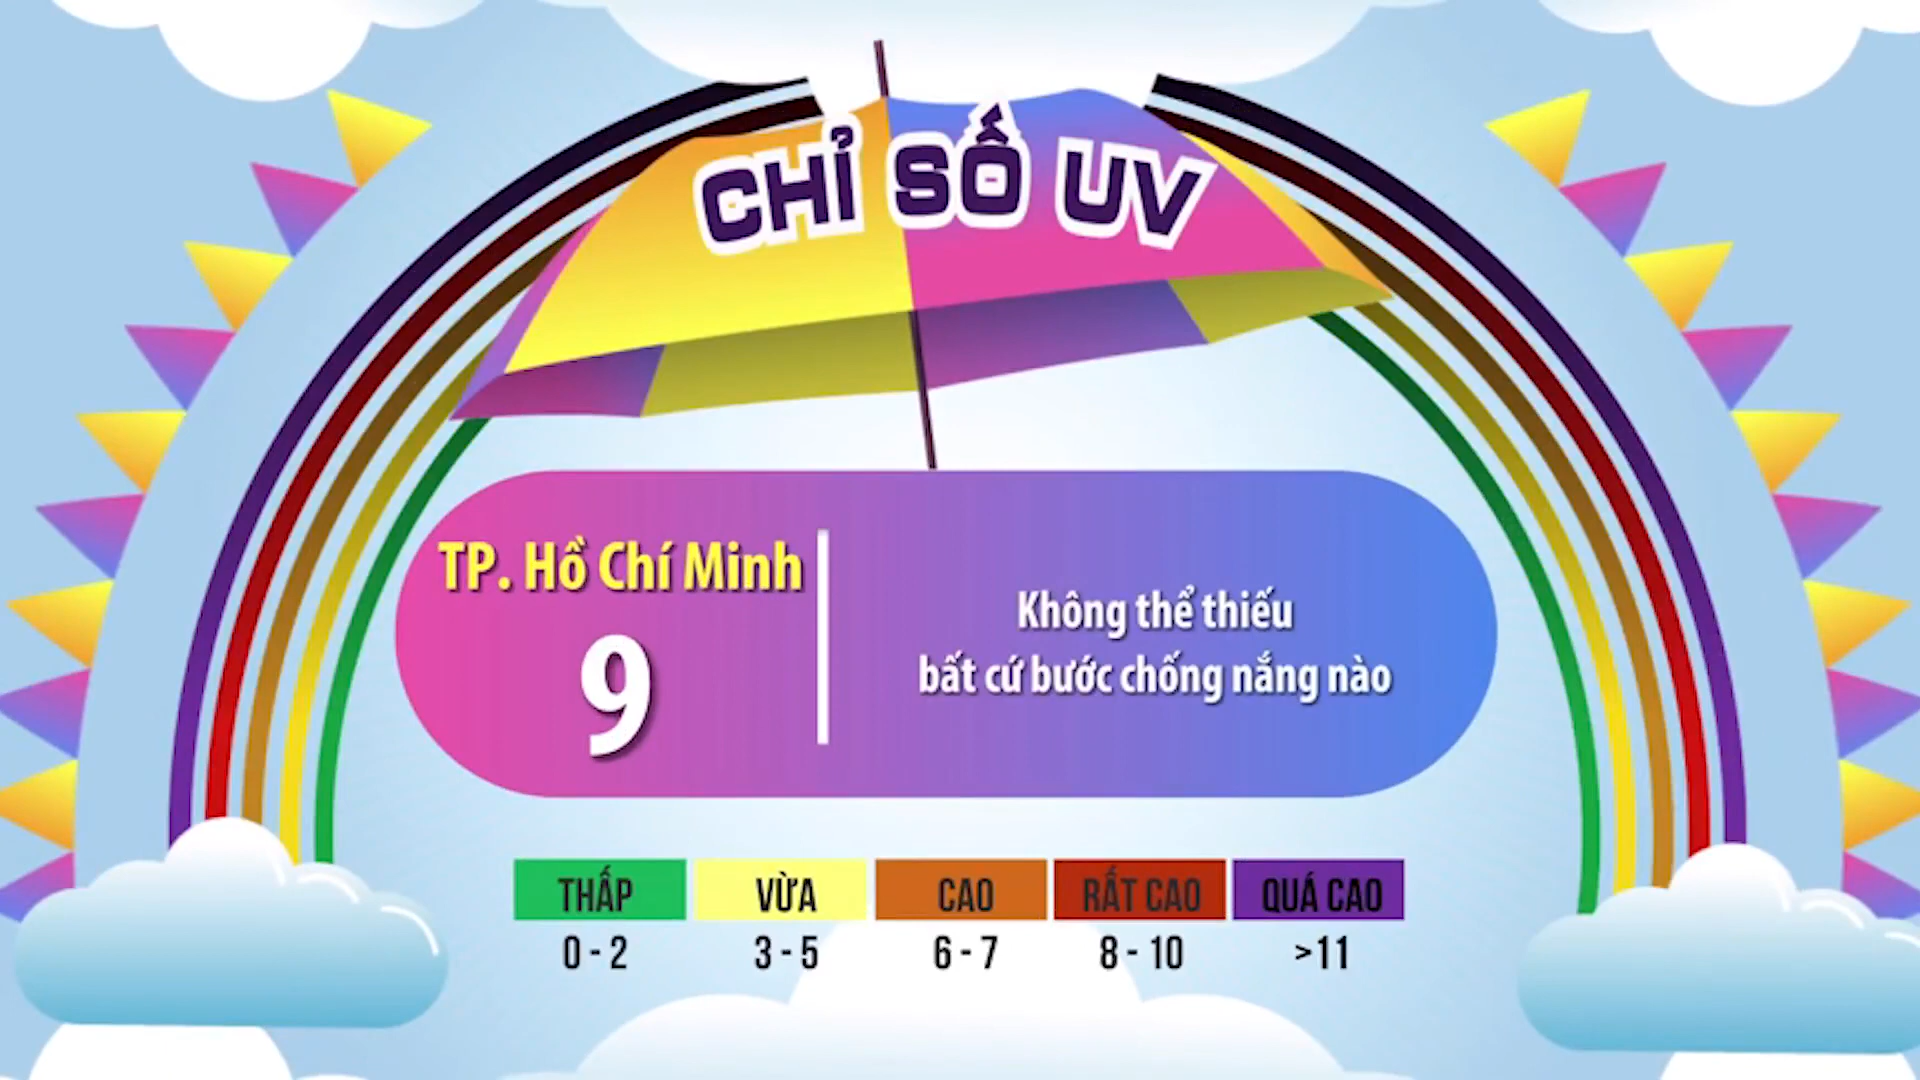 CHỈ SỐ UV
TP. Hồ Chí Minh
9
Không thể thiếu
bất cứ bước chống nắng nào
THẤP VỪA CAO RẤT CAO QUÁ CAO
0 - 2 3 - 5 6 - 7 8 - 10 >11